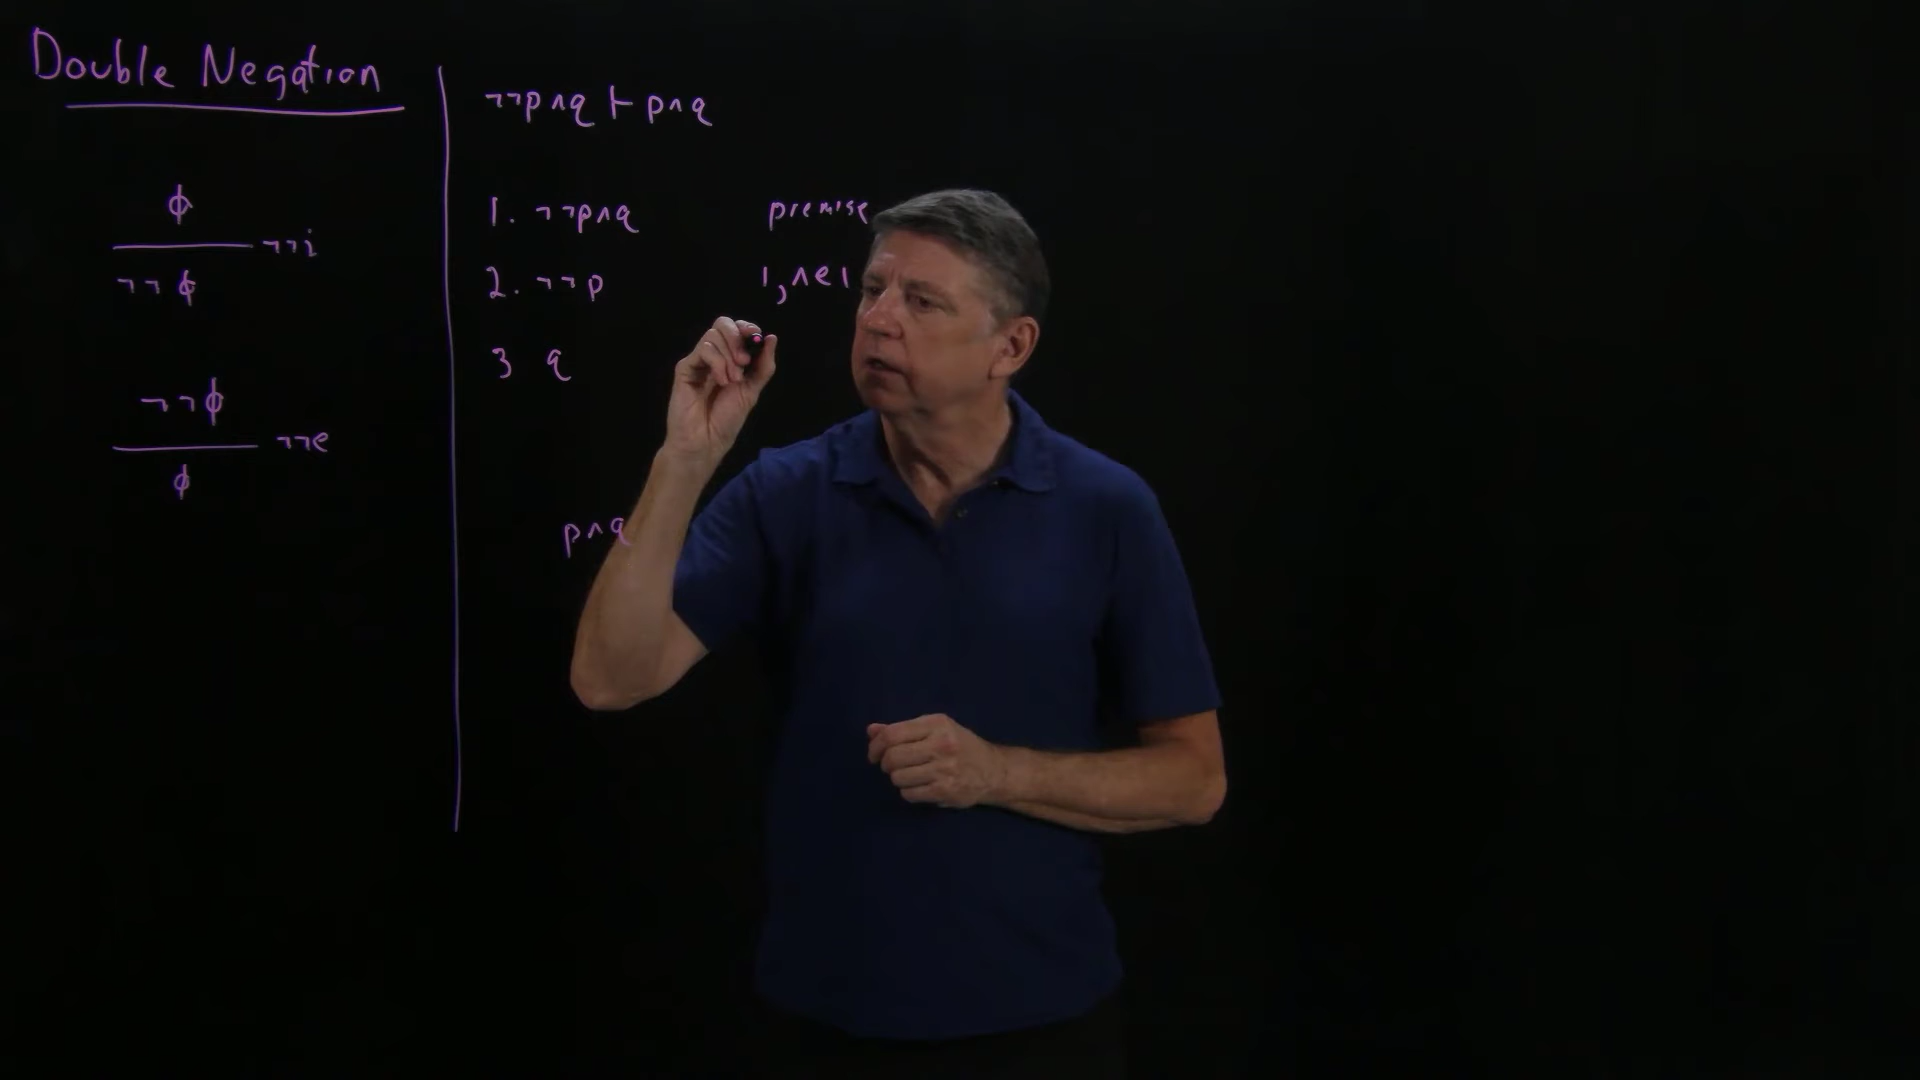 Double Negation
ϕ
¬¬i
¬¬ϕ
¬¬ϕ
¬¬e
ϕ
¬¬p∧q ⊢ p∧q
1. ¬¬p∧q premise
2. ¬¬p 1,∧e1
3 q
p∧q